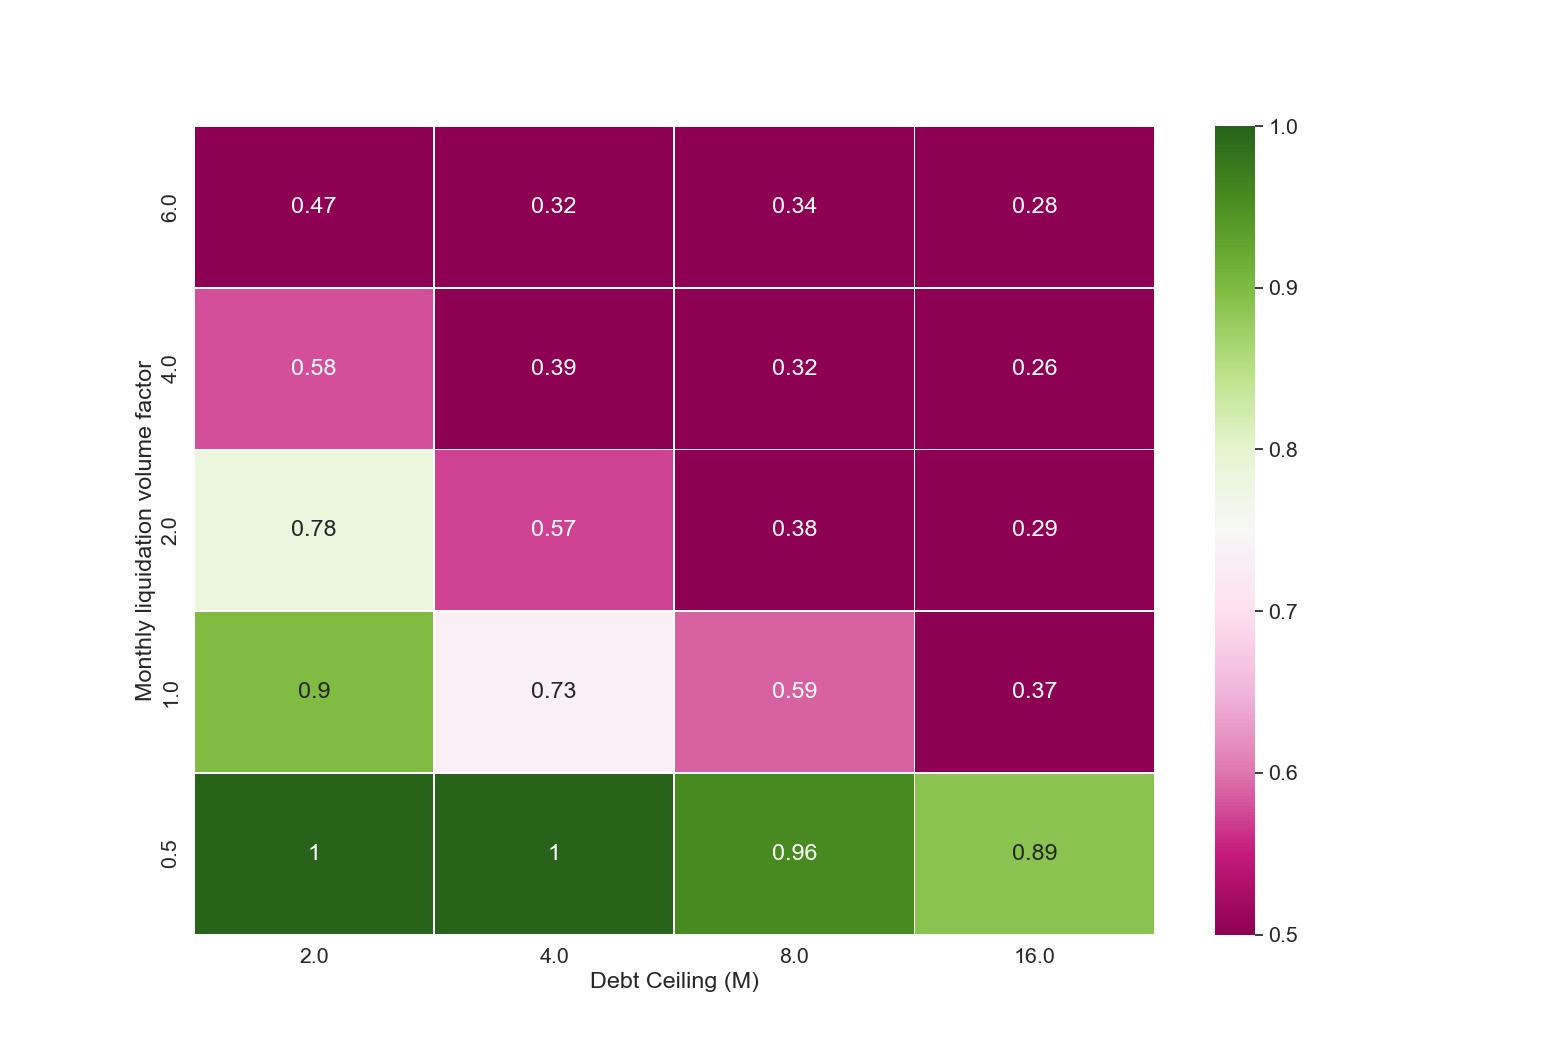 1.0
6.0 0.47 0.32 0.34 0.28
0.9
4.0 0.58 0.39 0.32 0.26
0.8
Monthly liquidation volume factor
2.0 0.78 0.57 0.38 0.29
0.7
1.0 0.9 0.73 0.59 0.37
0.6
0.5 1 1 0.96 0.89
0.5
2.0 4.0 8.0 16.0
Debt Ceiling (M)